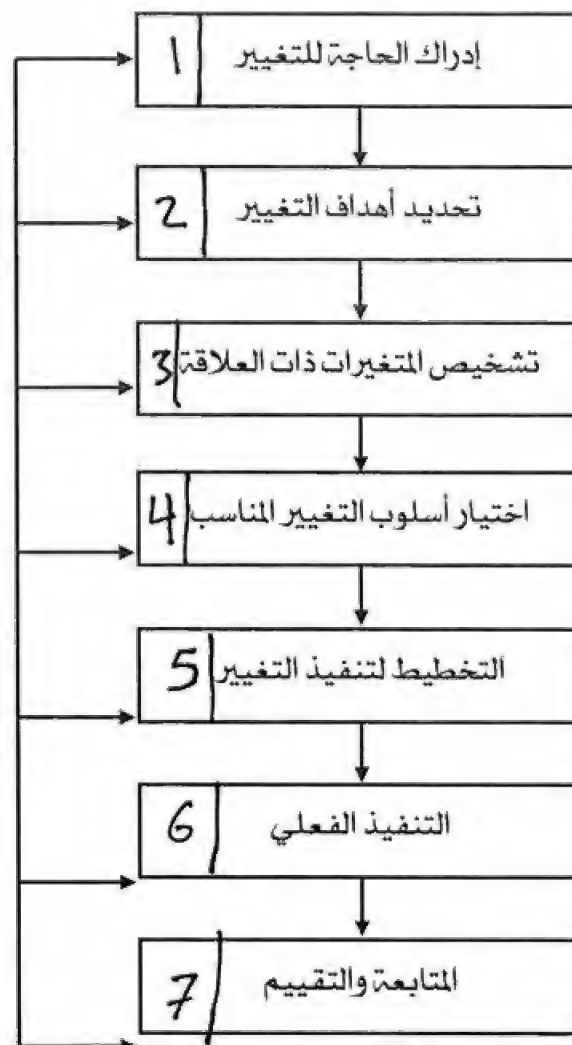 1 إدراك الحاجة للتغيير
2 تحديد أهداف التغيير
3 تشخيص المتغيرات ذات العلاقة
4 اختيار أسلوب التغيير المناسب
5 التخطيط لتنفيذ التغيير
6 التنفيذ الفعلي
7 المتابعة والتقييم